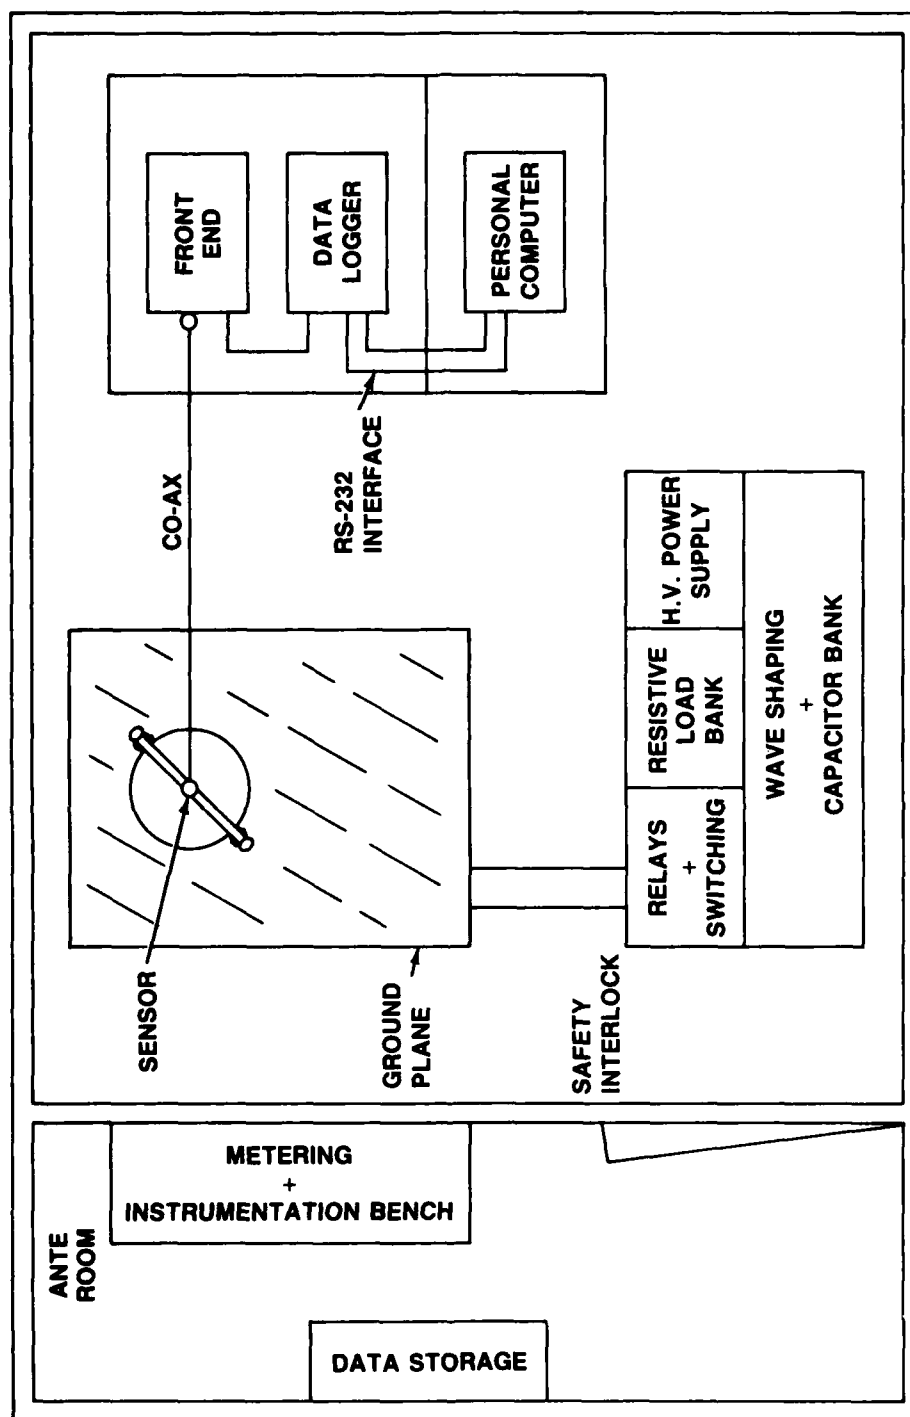 FRONT
END
DATA
LOGGER
PERSONAL
COMPUTER
CO-AX
RS-232
INTERFACE
SENSOR
GROUND
PLANE
H.V. POWER
SUPPLY
RESISTIVE
LOAD
BANK
RELAYS
+
SWITCHING
WAVE SHAPING
+
CAPACITOR BANK
SAFETY
INTERLOCK
ANTE
ROOM
METERING
+
INSTRUMENTATION BENCH
DATA STORAGE